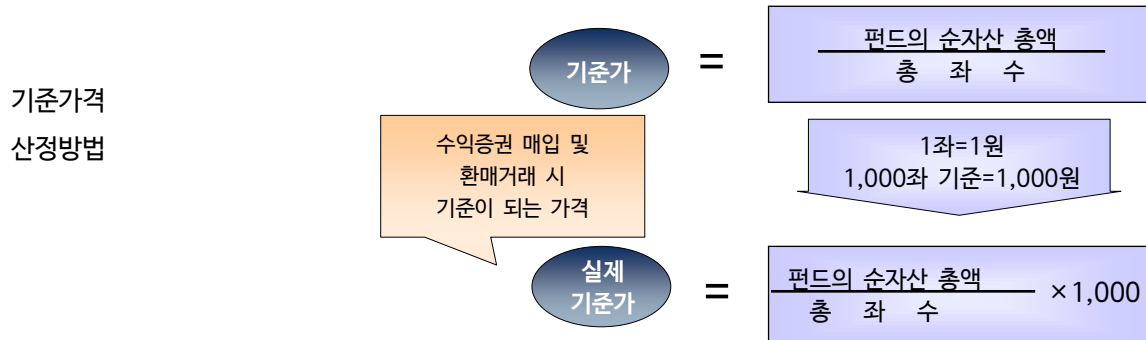 기준가격
산정방법
기준가
=
펀드의 순자산 총액
총 좌 수
수익증권 매입 및
환매거래 시
기준이 되는 가격
1좌=1원
1,000좌 기준=1,000원
실제
기준가
=
펀드의 순자산 총액
총 좌 수
×1,000